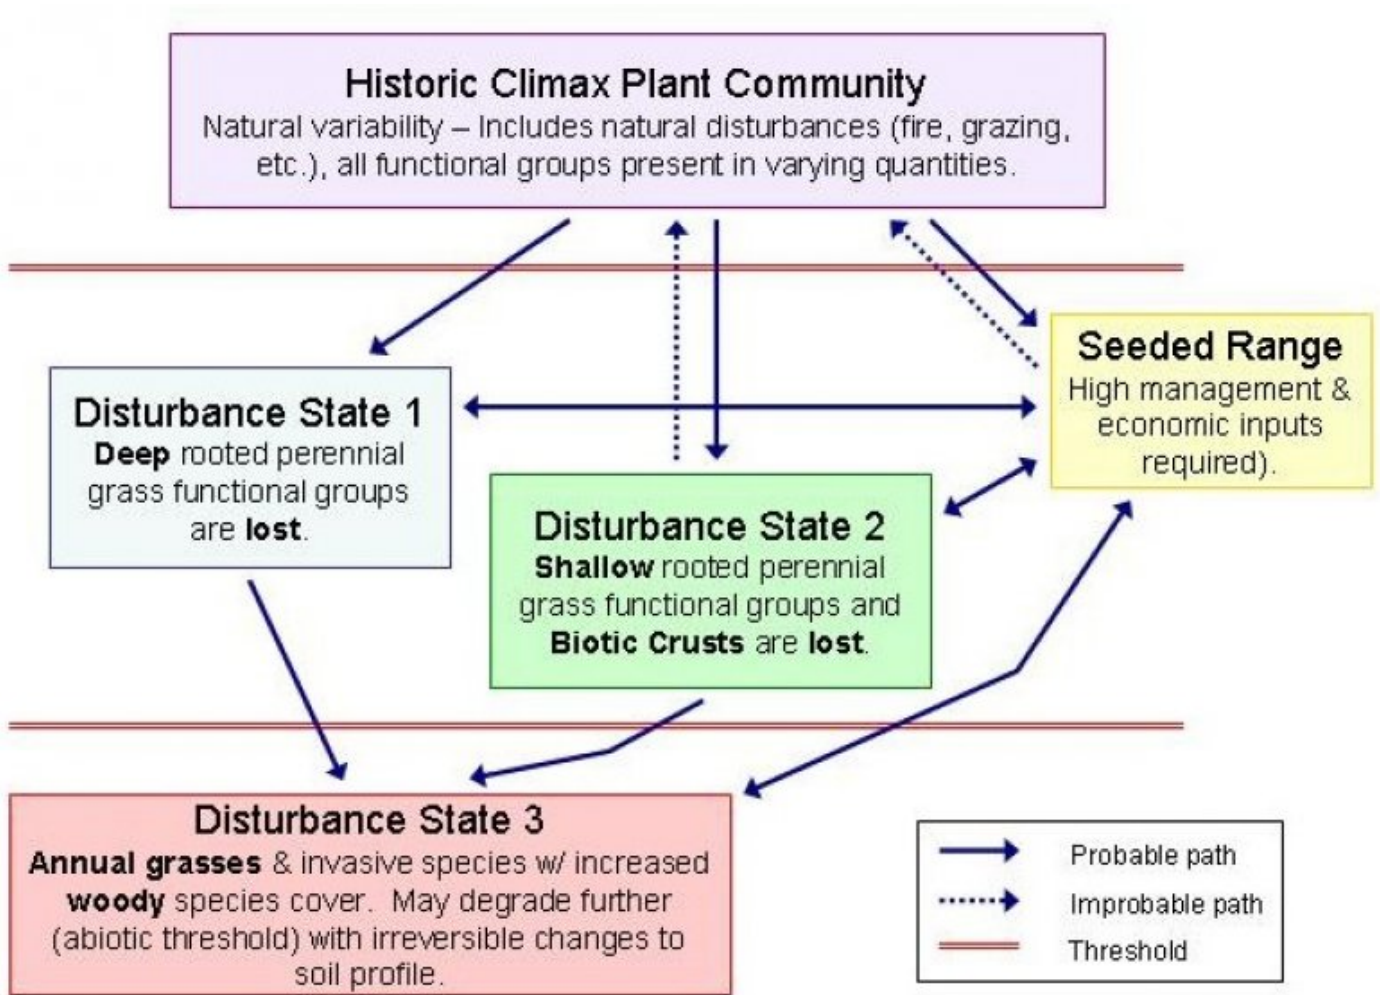 Historic Climax Plant Community
Natural variability – Includes natural disturbances (fire, grazing,
etc.), all functional groups present in varying quantities.
Seeded Range
High management &
economic inputs
required).
Disturbance State 1
Deep rooted perennial
grass functional groups
are lost.
Disturbance State 2
Shallow rooted perennial
grass functional groups and
Biotic Crusts are lost.
Disturbance State 3
Annual grasses & invasive species w/ increased
woody species cover. May degrade further
(abiotic threshold) with irreversible changes to
soil profile.
Probable path
Improbable path
Threshold